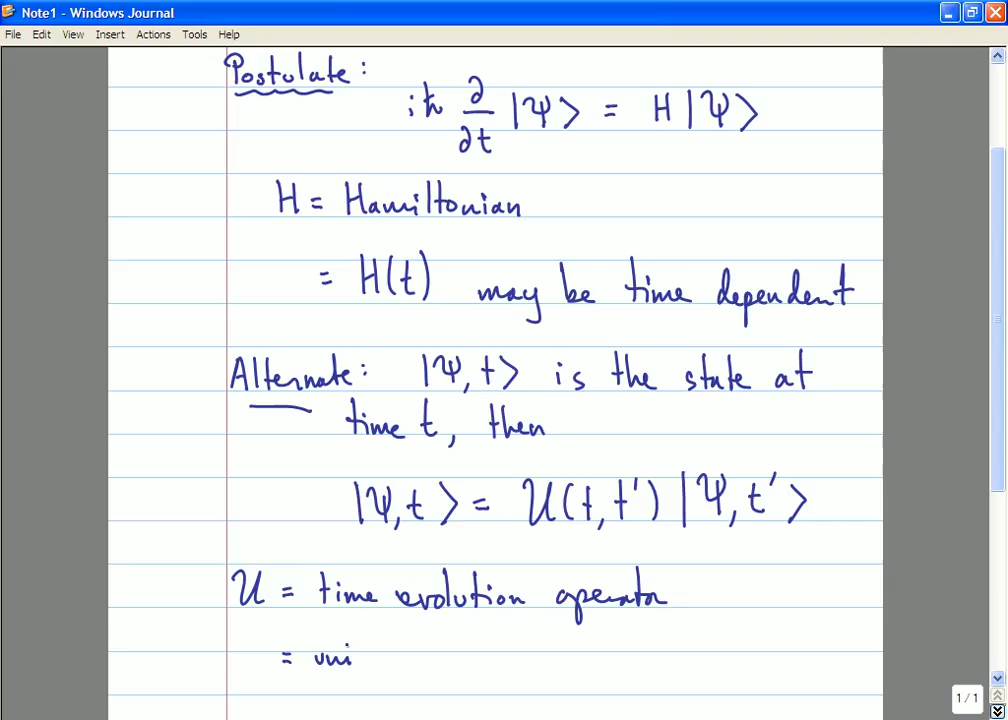 Note1 - Windows Journal
File Edit View Insert Actions Tools Help
Postulate:
iħ ∂/∂t |Ψ⟩ = H |Ψ⟩
H = Hamiltonian
= H(t) may be time dependent
Alternate: |Ψ, t⟩ is the state at
time t, then
|Ψ, t⟩ = U(t, t') |Ψ, t'⟩
U = time evolution operator
= uni
1 / 1